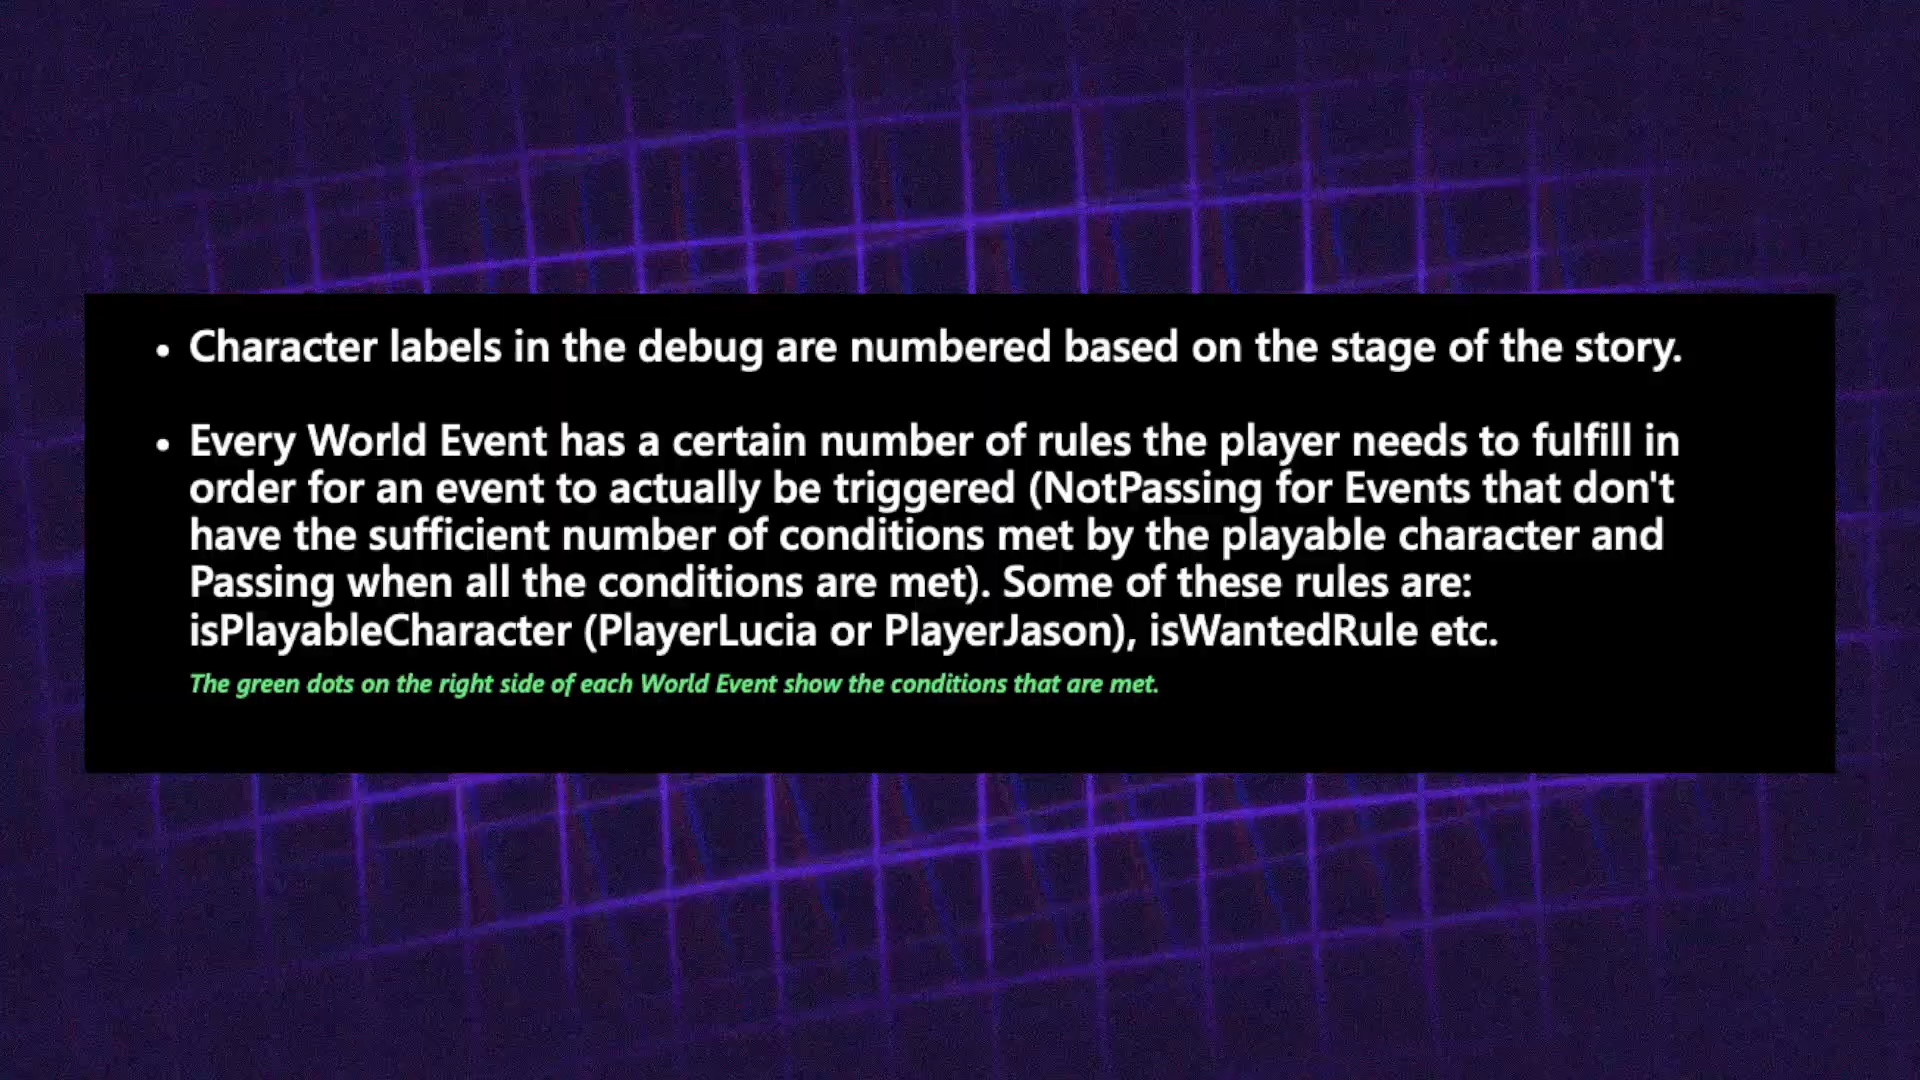 • Character labels in the debug are numbered based on the stage of the story.
• Every World Event has a certain number of rules the player needs to fulfill in
order for an event to actually be triggered (NotPassing for Events that don't
have the sufficient number of conditions met by the playable character and
Passing when all the conditions are met). Some of these rules are:
isPlayableCharacter (PlayerLucia or PlayerJason), isWantedRule etc.
The green dots on the right side of each World Event show the conditions that are met.